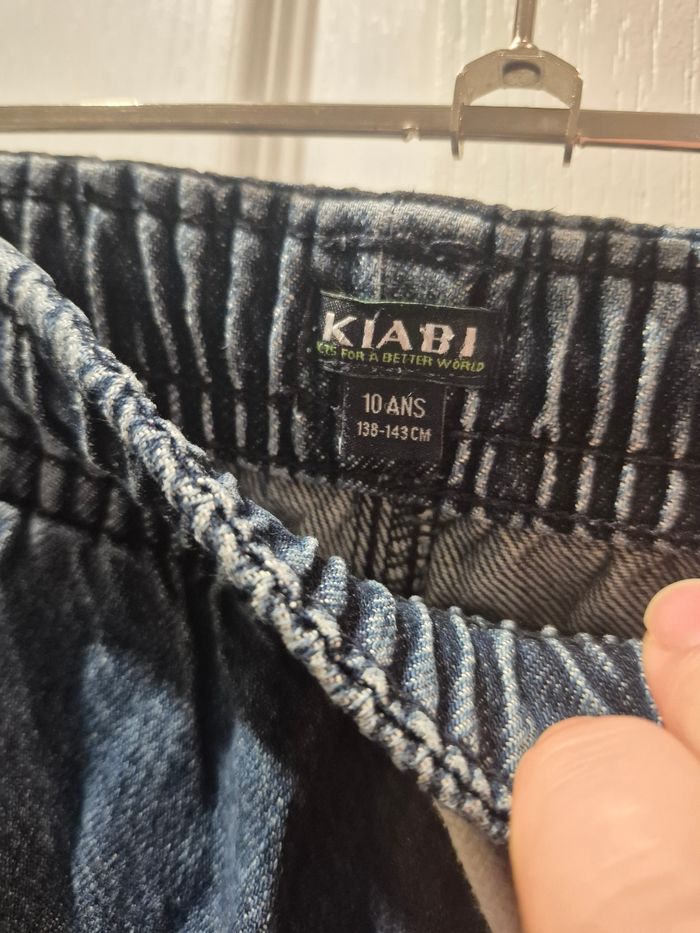 KIABI
FOR A BETTER WORLD
10 ANS
138-143 CM